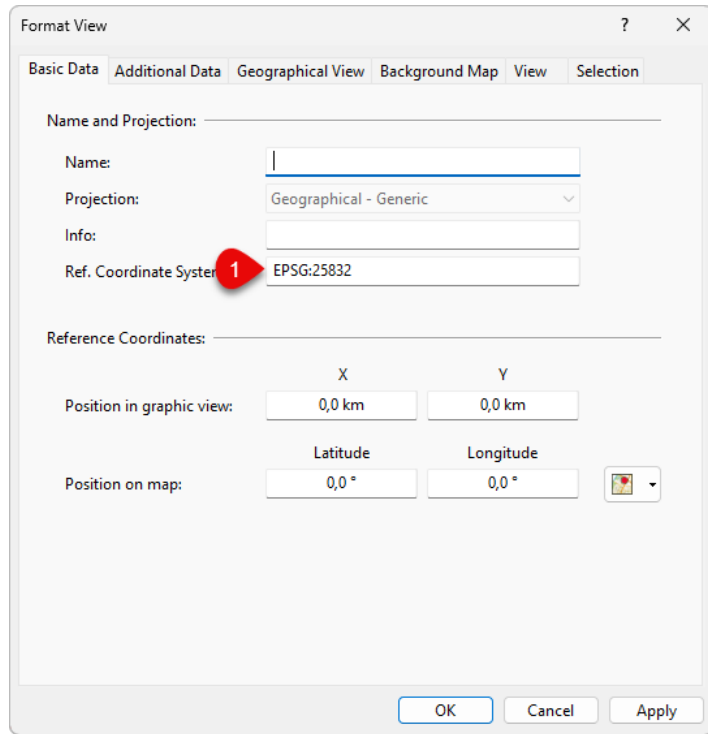 Format View ?
Basic Data Additional Data Geographical View Background Map View Selection
Name and Projection:
Name:
Projection: Geographical - Generic
Info:
Ref. Coordinate Syster 1 EPSG:25832
Reference Coordinates:
X Y
Position in graphic view: 0,0 km 0,0 km
Latitude Longitude
Position on map: 0,0 ° 0,0 °
OK Cancel Apply